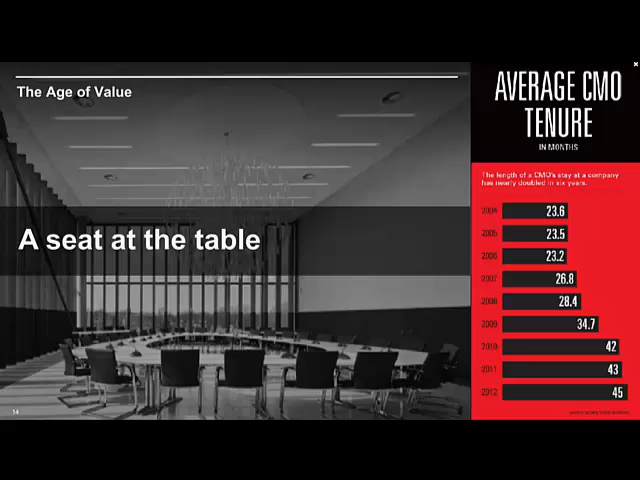 The Age of Value
A seat at the table
14
AVERAGE CMO
TENURE
IN MONTHS
The length of a CMO's stay at a company
has nearly doubled in six years.
2004 23.6
2005 23.5
2006 23.2
2007 26.8
2008 28.4
2009 34.7
2010 42
2011 43
2012 45